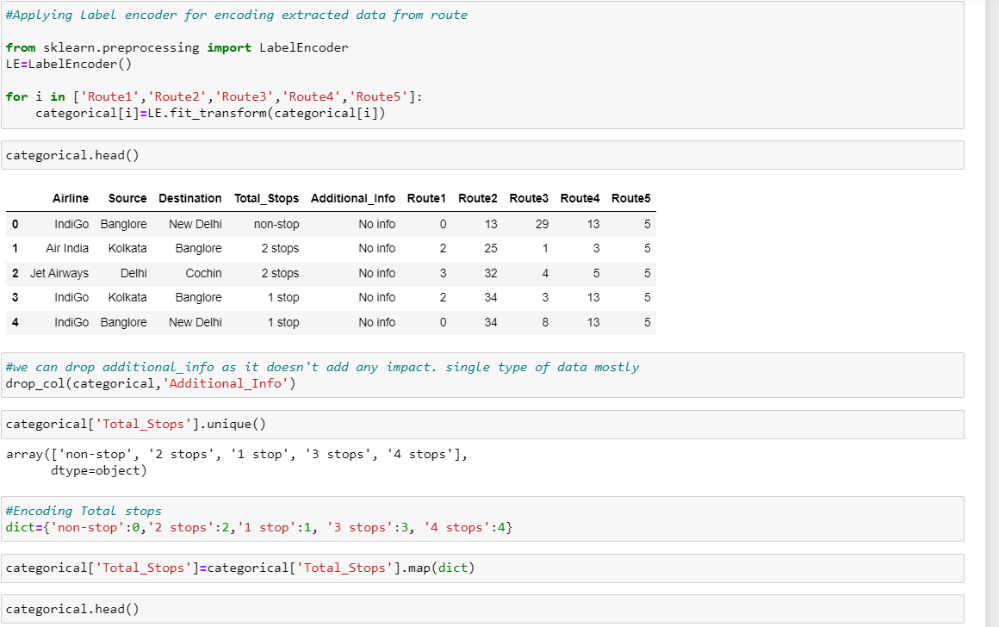 #Applying Label encoder for encoding extracted data from route
from sklearn.preprocessing import LabelEncoder
LE=LabelEncoder()
for i in ['Route1','Route2','Route3','Route4','Route5']:
    categorical[i]=LE.fit_transform(categorical[i])
categorical.head()
Airline Source Destination Total_Stops Additional_Info Route1 Route2 Route3 Route4 Route5
0 IndiGo Banglore New Delhi non-stop No info 0 13 29 13 5
1 Air India Kolkata Banglore 2 stops No info 2 25 1 3 5
2 Jet Airways Delhi Cochin 2 stops No info 3 32 4 5 5
3 IndiGo Kolkata Banglore 1 stop No info 2 34 3 13 5
4 IndiGo Banglore New Delhi 1 stop No info 0 34 8 13 5
#we can drop additional_info as it doesn't add any impact. single type of data mostly
drop_col(categorical,'Additional_Info')
categorical['Total_Stops'].unique()
array(['non-stop', '2 stops', '1 stop', '3 stops', '4 stops'],
      dtype=object)
#Encoding Total stops
dict={'non-stop':0,'2 stops':2,'1 stop':1, '3 stops':3, '4 stops':4}
categorical['Total_Stops']=categorical['Total_Stops'].map(dict)
categorical.head()